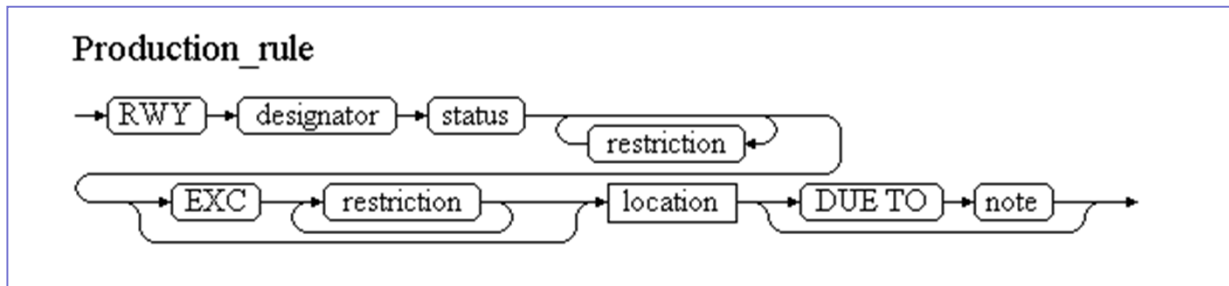 Production_rule
RWY designator status
restriction
EXC restriction location DUE TO note